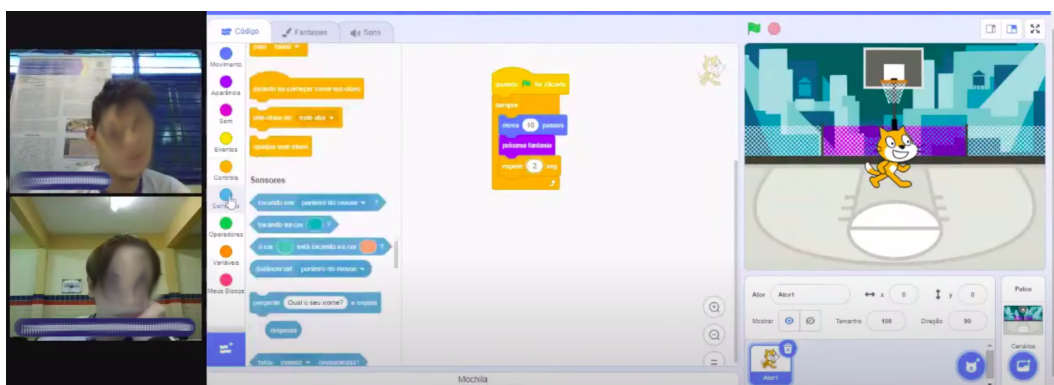 Código
Fantasias
Sons
Movimento
Aparência
Som
Eventos
Controle
Operadores
Variáveis
Meus Blocos
quando eu começar como um clone
este ator
apague este clone
Sensores
tocando em ponteiro do mouse ?
tocando na cor ?
a cor está tocando na cor ?
ponteiro do mouse
pergunte Qual o seu nome? e espere
resposta
quando for clicado
sempre
mova 10 passos
próxima fantasia
espere 2 seg
Mochila
Ator Ator1 x 0 y 0
Mostrar Tamanho 100 Direção 90
Ator1
Palco
Cenários